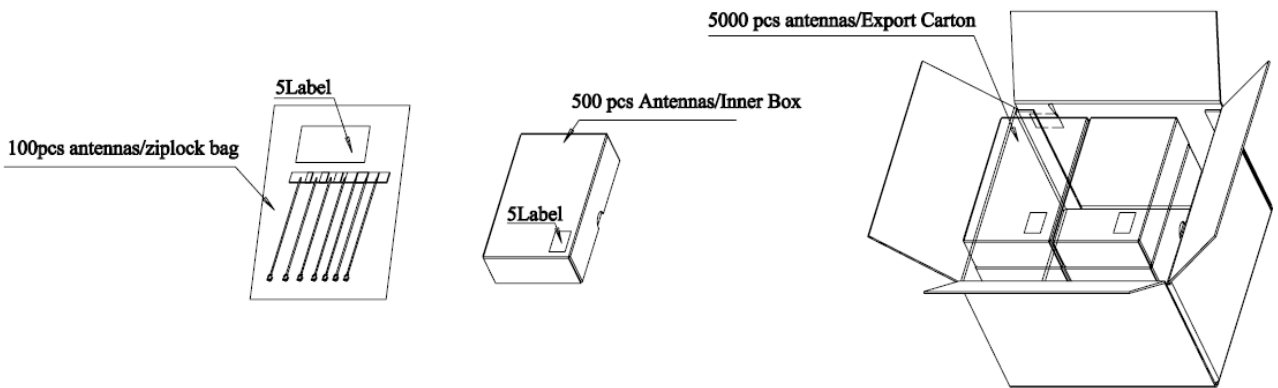 5000 pcs antennas/Export Carton
5Label
500 pcs Antennas/Inner Box
100pcs antennas/ziplock bag
5Label